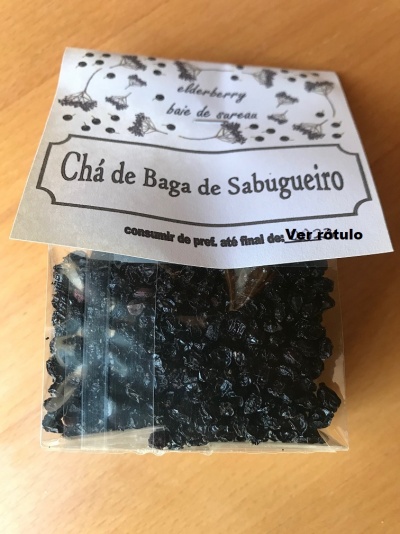 elderberry
baie de sureau
Chá de Baga de Sabugueiro
consumir de pref. até final de: Ver rótulo